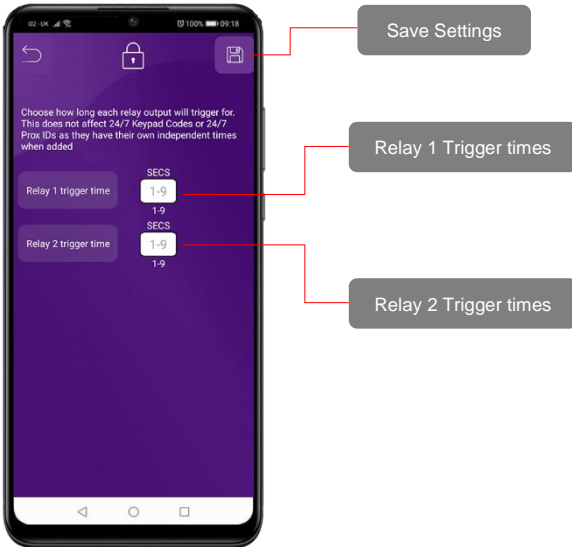 02-UK 100% 09:18
Save Settings
Choose how long each relay output will trigger for.
This does not affect 24/7 Keypad Codes or 24/7
Prox IDs as they have their own independent times
when added
Relay 1 Trigger times
SECS
Relay 1 trigger time 1-9
1-9
SECS
Relay 2 trigger time 1-9
1-9
Relay 2 Trigger times